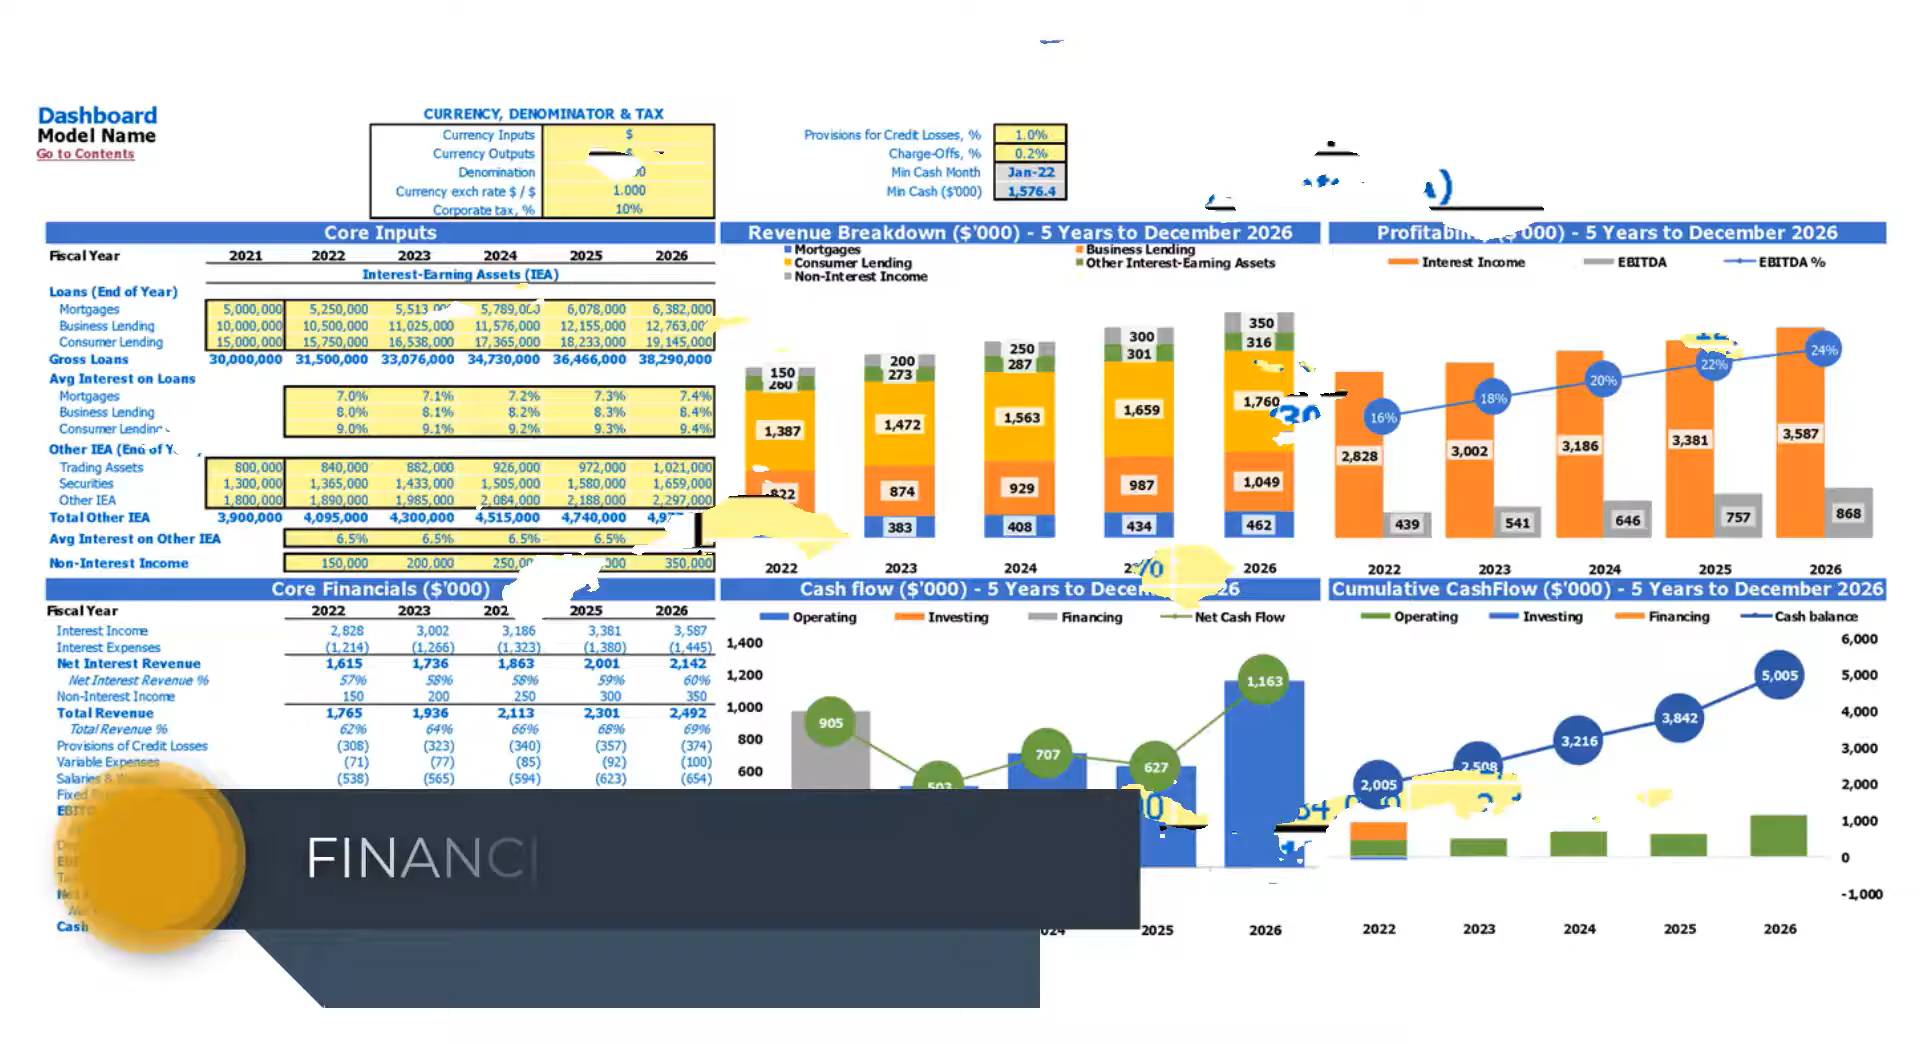 Dashboard
Model Name
Go to Contents
CURRENCY, DENOMINATOR & TAX
Currency Inputs $
Currency Outputs
Denomination
Currency exch rate $ / $ 1.000
Corporate tax, % 10%
Provisions for Credit Losses, % 1.0%
Charge-Offs, % 0.2%
Min Cash Month Jan-22
Min Cash ($'000) 1,576.4
Core Inputs
Fiscal Year 2021 2022 2023 2024 2025 2026
Interest-Earning Assets (IEA)
Loans (End of Year)
Mortgages 5,000,000 5,250,000 5,513 5,789, 6,078,000 6,382,000
Business Lending 10,000,000 10,500,000 11,025,000 11,576,000 12,155,000 12,763,00
Consumer Lending 15,000,000 15,750,000 16,538,000 17,365,000 18,233,000 19,145,000
Gross Loans 30,000,000 31,500,000 33,076,000 34,730,000 36,466,000 38,290,000
Avg Interest on Loans
Mortgages 7.0% 7.1% 7.2% 7.3% 7.4%
Business Lending 8.0% 8.1% 8.2% 8.3% 8.4%
Consumer Lending 9.0% 9.1% 9.2% 9.3% 9.4%
Other IEA (End of
Trading Assets 800,000 840,000 882,000 926,000 972,000 1,021,000
Securities 1,300,000 1,365,000 1,433,000 1,505,000 1,580,000 1,659,000
Other IEA 1,800,000 1,890,000 1,985,000 2,084,000 2,188,000 2,297,000
Total Other IEA 3,900,000 4,095,000 4,300,000 4,515,000 4,740,000
Avg Interest on Other IEA 6.5% 6.5% 6.5% 6.5%
Non-Interest Income 150,000 200,000 250,00 350,000
Revenue Breakdown ($'000) - 5 Years to December 2026
Mortgages Business Lending
Consumer Lending Other Interest-Earning Assets
Non-Interest Income
150 200 250 300 350
260 273 287 301 316
1,387 1,472 1,563 1,659 1,760
822 874 929 987 1,049
383 408 434 462
2022 2023 2024 2026
5 Years to December 2026
Interest Income EBITDA EBITDA %
16% 18% 20% 22% 24%
2,828 3,002 3,186 3,381 3,587
439 541 646 757 868
2022 2023 2024 2025 2026
Core Financials ($'000)
Fiscal Year 2022 2023 202 2025 2026
Interest Income 2,828 3,002 3,186 3,381 3,587
Interest Expenses (1,214) (1,266) (1,323) (1,380) (1,445)
Net Interest Revenue 1,615 1,736 1,863 2,001 2,142
Net Interest Revenue % 57% 58% 58% 59% 60%
Non-Interest Income 150 200 250 300 350
Total Revenue 1,765 1,936 2,113 2,301 2,492
Total Revenue % 62% 64% 66% 68% 69%
Provisions of Credit Losses (308) (323) (340) (357) (374)
Variable Expenses (71) (77) (85) (92) (100)
Salaries & (538) (565) (594) (623) (654)
Fixed
Cash
Cash flow ($'000) - 5 Years to
Operating Investing Financing Net Cash Flow
1,400
1,200
1,000
800
600
905 707 627 1,163
2025 2026
Cumulative CashFlow ($'000) - 5 Years to December 2026
Operating Investing Financing Cash balance
6,000
5,000
4,000
3,000
2,000
1,000
0
-1,000
2,005 2,508 3,216 3,842 5,005
2022 2023 2024 2025 2026
FINANCI